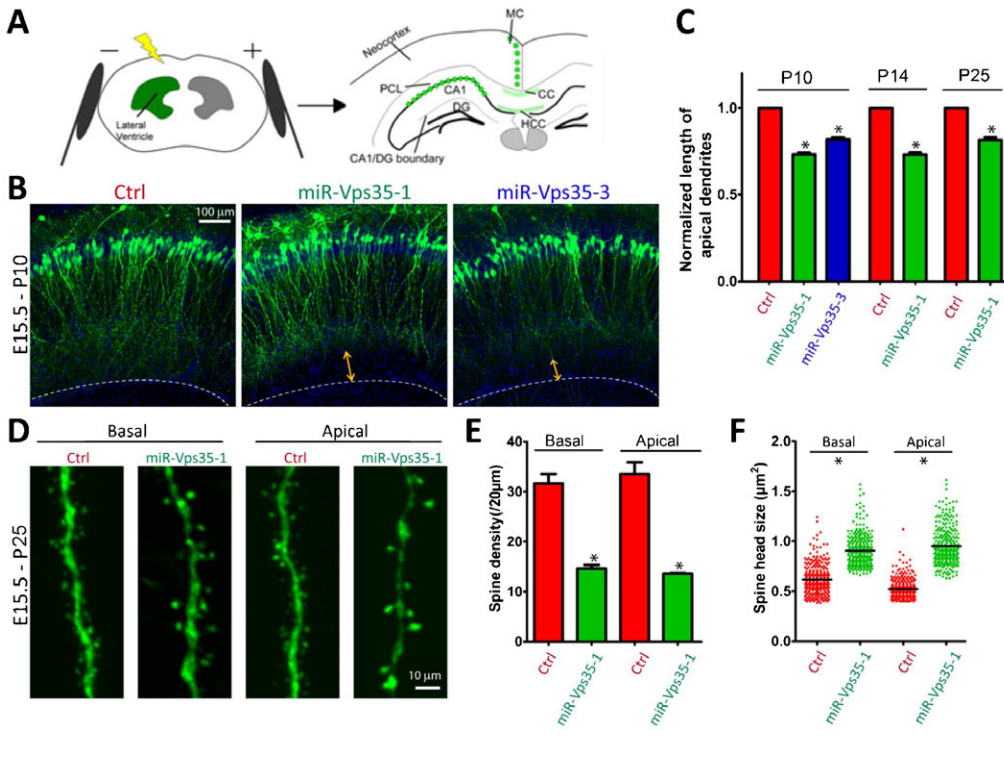 A
−
+
Lateral
Ventricle
MC
Neocortex
PCL
CA1
CC
DG
HCC
CA1/DG boundary
B
Ctrl
miR-Vps35-1
miR-Vps35-3
100 μm
E15.5 - P10
C
P10
P14
P25
Normalized length of
apical dendrites
1.0
0.5
0.0
*
*
*
*
Ctrl
miR-Vps35-1
miR-Vps35-3
Ctrl
miR-Vps35-1
Ctrl
miR-Vps35-1
D
Basal
Apical
Ctrl
miR-Vps35-1
Ctrl
miR-Vps35-1
E15.5 - P25
10 μm
E
Basal
Apical
Spine density(/20μm)
40
30
20
10
0
*
*
Ctrl
miR-Vps35-1
Ctrl
miR-Vps35-1
F
Basal
Apical
*
*
Spine head size (μm²)
2.0
1.5
1.0
0.5
0.0
Ctrl
miR-Vps35-1
Ctrl
miR-Vps35-1